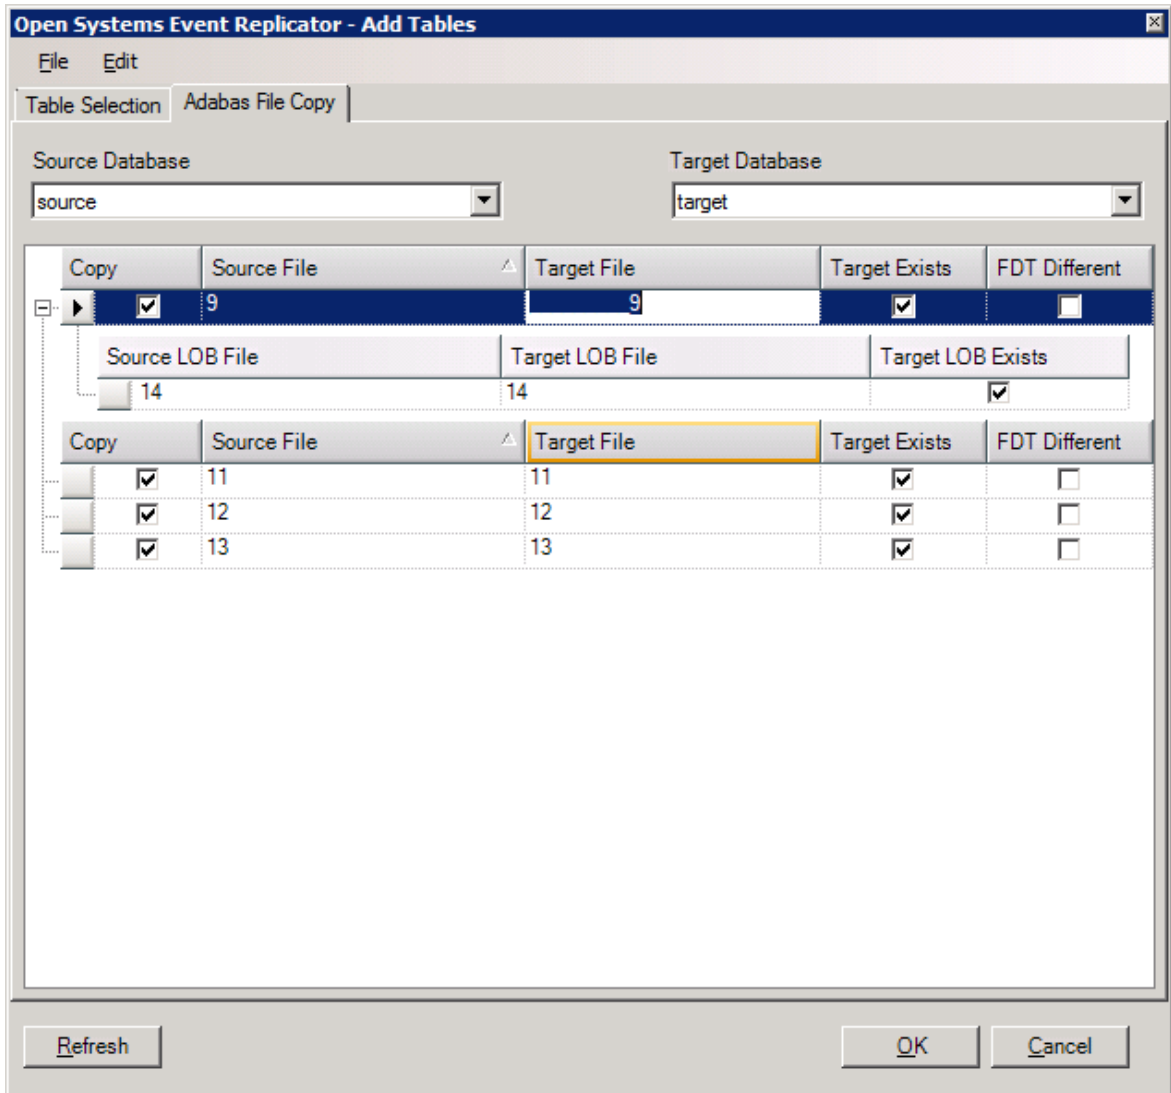 Open Systems Event Replicator - Add Tables
File Edit
Table Selection Adabas File Copy
Source Database Target Database
source target
Copy Source File Target File Target Exists FDT Different
9 9
Source LOB File Target LOB File Target LOB Exists
14 14
Copy Source File Target File Target Exists FDT Different
11 11
12 12
13 13
Refresh OK Cancel